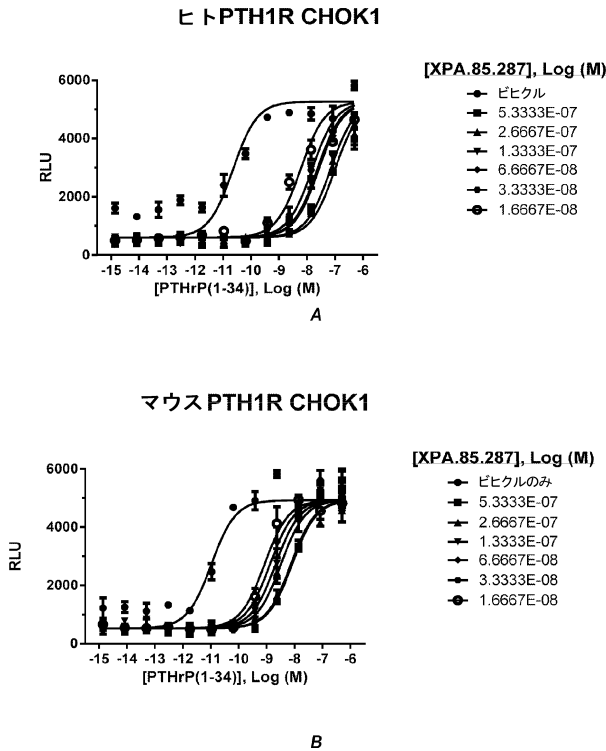 ヒトPTH1R CHOK1
6000
4000
2000
0
RLU
-15 -14 -13 -12 -11 -10 -9 -8 -7 -6
[PTHrP(1-34)], Log (M)
[XPA.85.287], Log (M)
ビヒクル
5.3333E-07
2.6667E-07
1.3333E-07
6.6667E-08
3.3333E-08
1.6667E-08
A
マウスPTH1R CHOK1
6000
4000
2000
0
RLU
-15 -14 -13 -12 -11 -10 -9 -8 -7 -6
[PTHrP(1-34)], Log (M)
[XPA.85.287], Log (M)
ビヒクルのみ
5.3333E-07
2.6667E-07
1.3333E-07
6.6667E-08
3.3333E-08
1.6667E-08
B